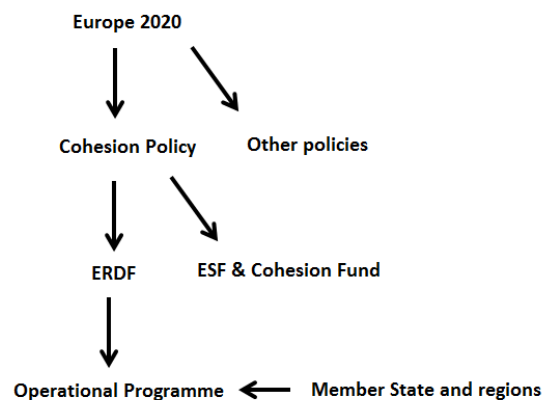 Europe 2020
Cohesion Policy
Other policies
ERDF
ESF & Cohesion Fund
Operational Programme
Member State and regions